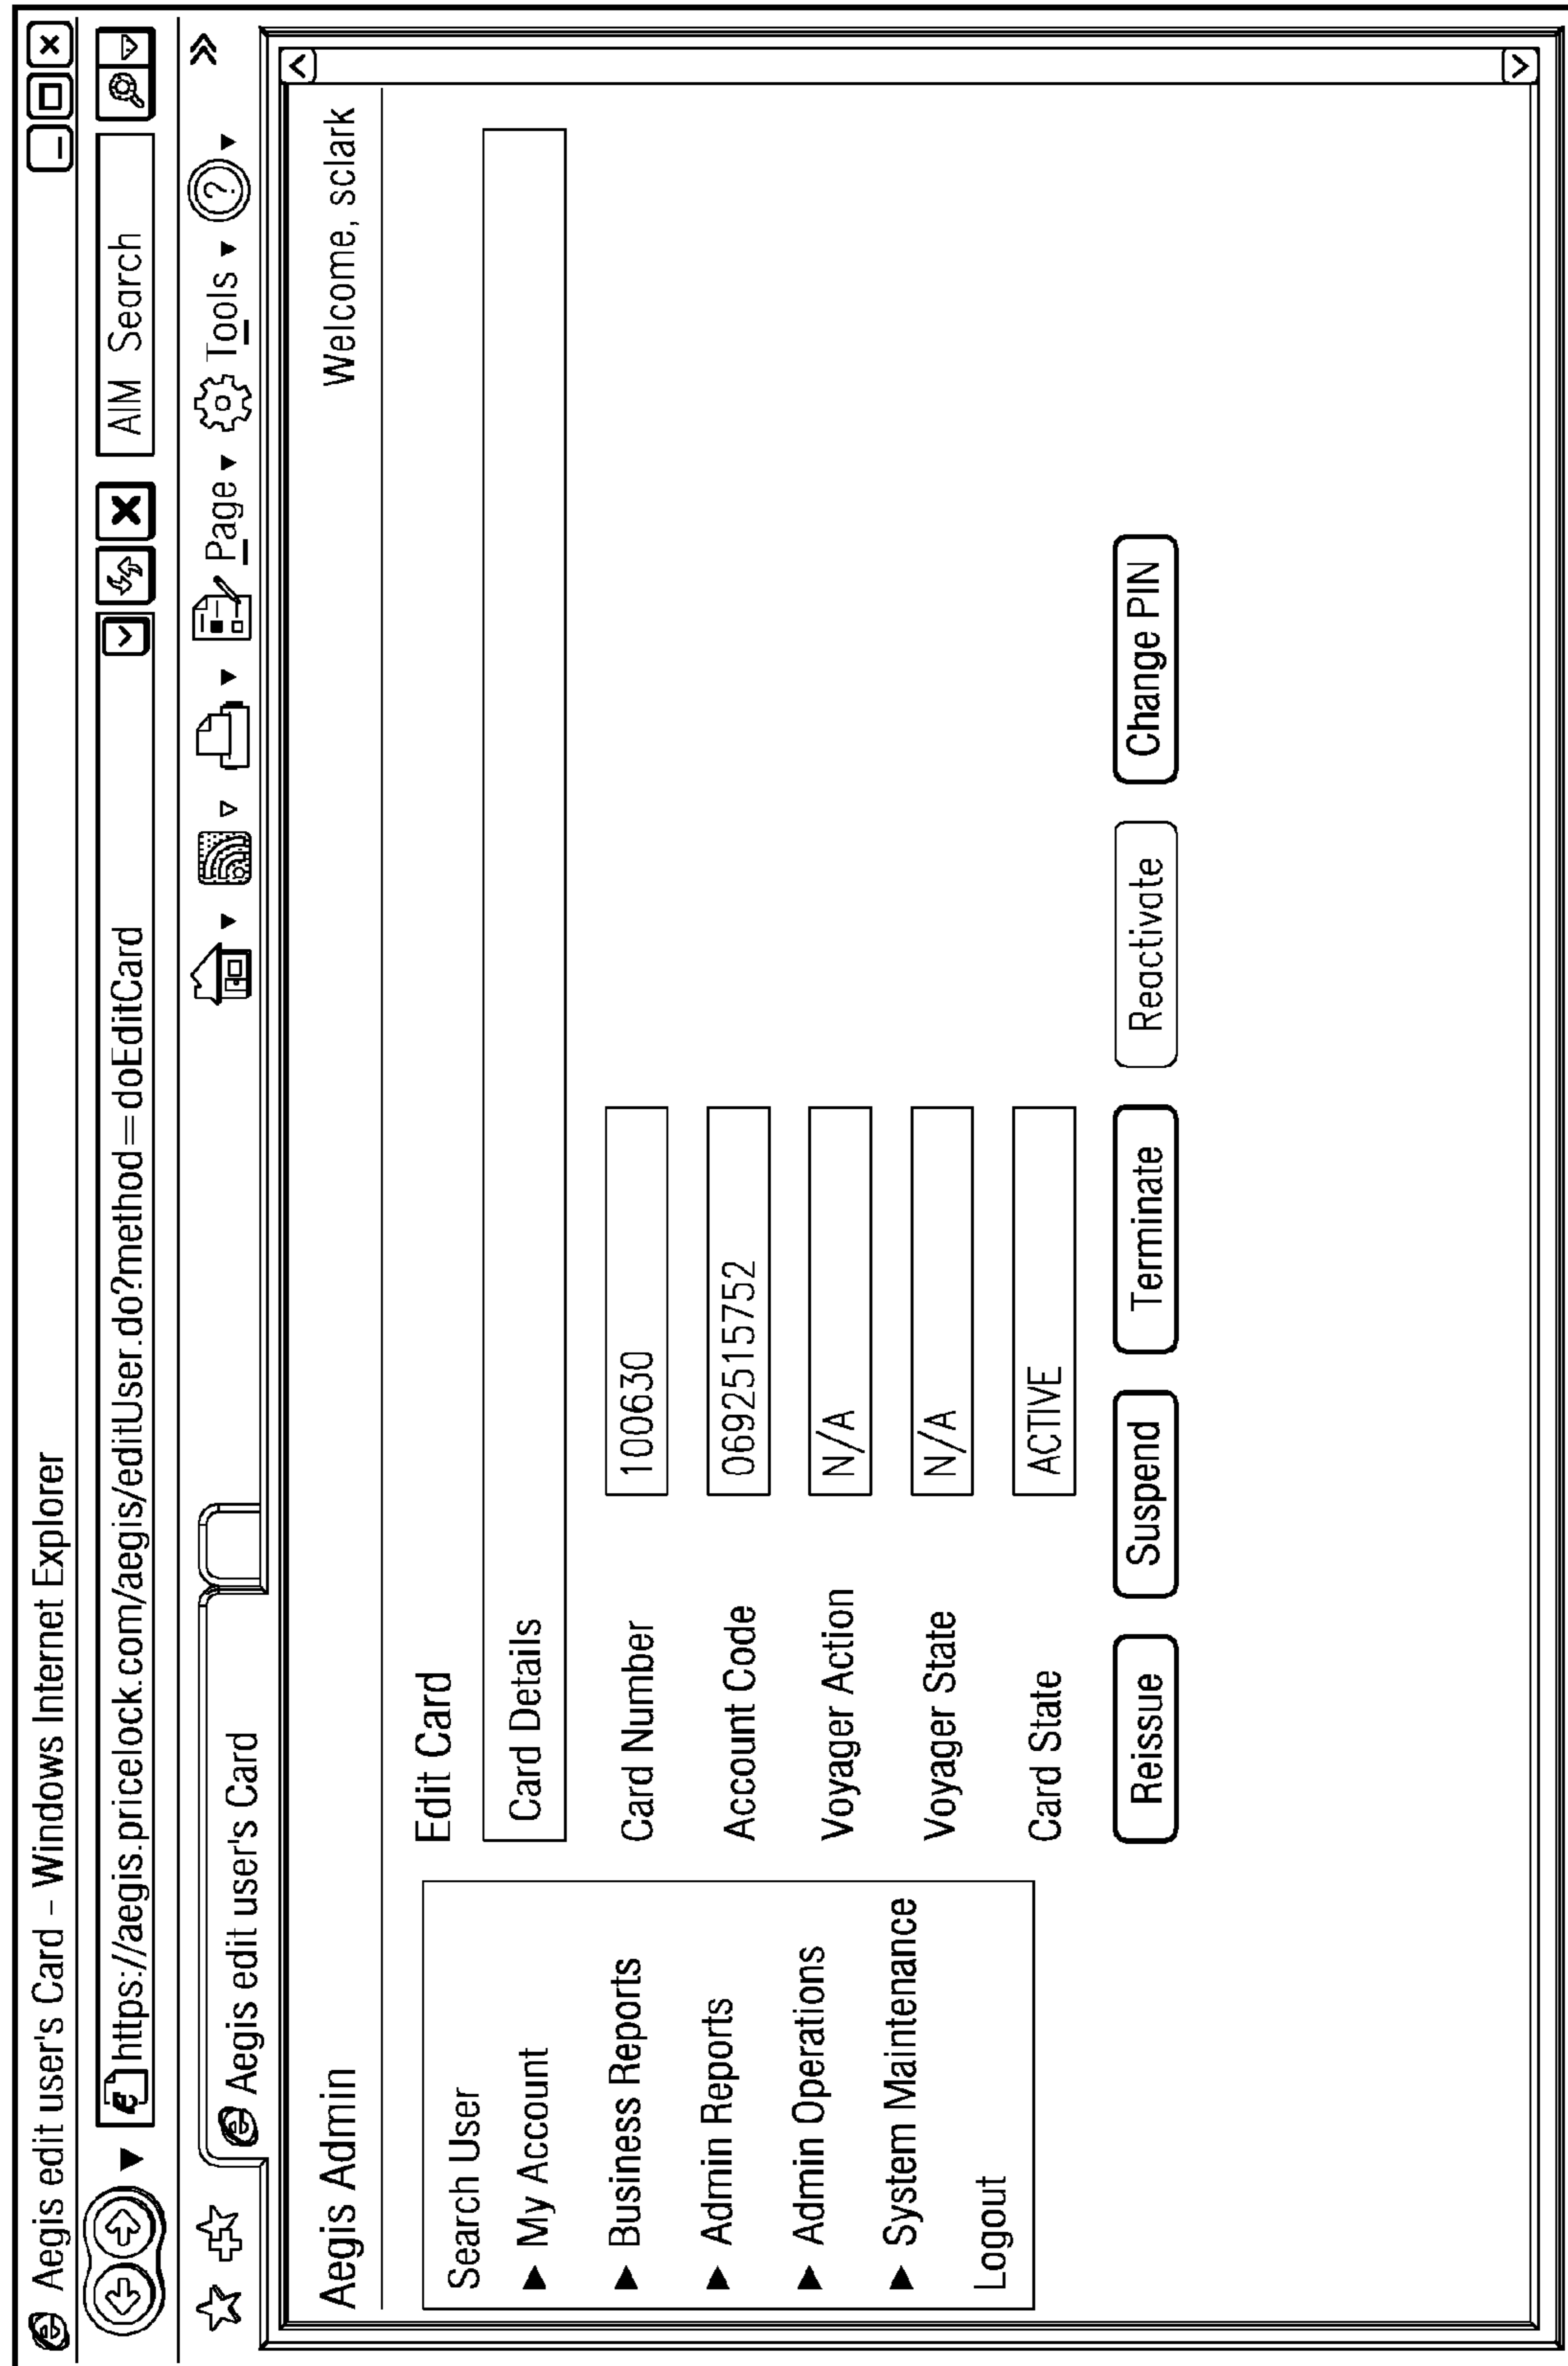 Aegis edit user's Card – Windows Internet Explorer
https://aegis.pricelock.com/aegis/editUser.do?method=doEditCard
AIM Search
Aegis edit user's Card
Page
Tools
?
Aegis Admin
Welcome, sclark
Search User
My Account
Business Reports
Admin Reports
Admin Operations
System Maintenance
Logout
Edit Card
Card Details
Card Number 100630
Account Code 0692515752
Voyager Action N/A
Voyager State N/A
Card State ACTIVE
Reissue Suspend Terminate Reactivate Change PIN